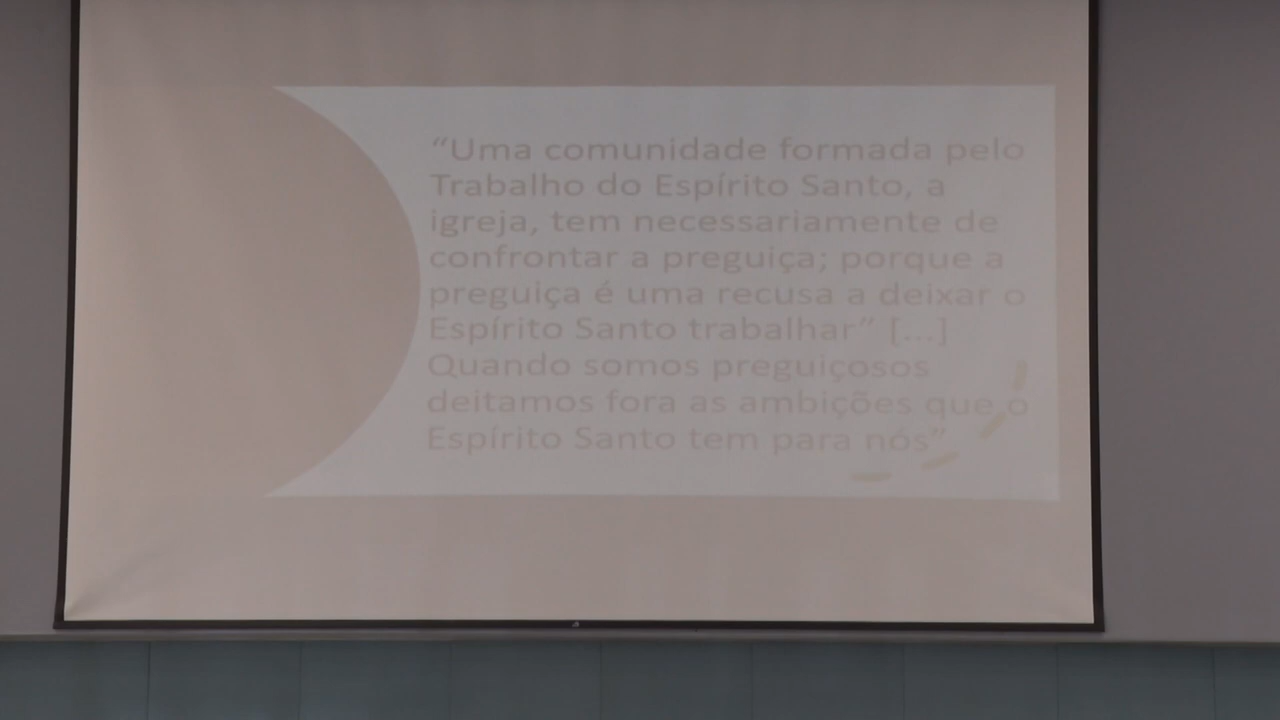 “Uma comunidade formada pelo
Trabalho do Espírito Santo, a
igreja, tem necessariamente de
confrontar a preguiça; porque a
preguiça é uma recusa a deixar o
Espírito Santo trabalhar” [...]
Quando somos preguiçosos
deitamos fora as ambições que o
Espírito Santo tem para nós”